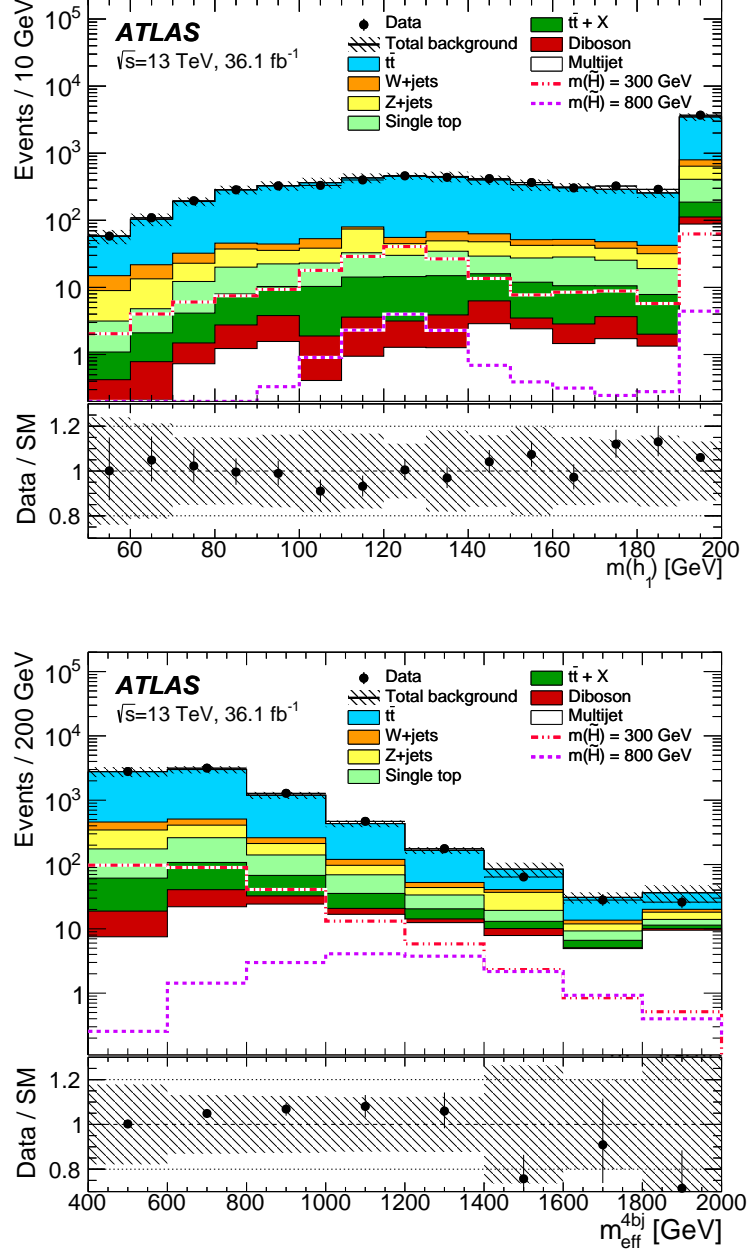 ATLAS
√s=13 TeV, 36.1 fb⁻¹
Data
Total background
tt̄
W+jets
Z+jets
Single top
tt̄ + X
Diboson
Multijet
m(H̃) = 300 GeV
m(H̃) = 800 GeV
Events / 10 GeV
10⁵
10⁴
10³
10²
10
1
Data / SM
1.2
1
0.8
60 80 100 120 140 160 180 200
m(h₁) [GeV]
ATLAS
√s=13 TeV, 36.1 fb⁻¹
Data
Total background
tt̄
W+jets
Z+jets
Single top
tt̄ + X
Diboson
Multijet
m(H̃) = 300 GeV
m(H̃) = 800 GeV
Events / 200 GeV
10⁵
10⁴
10³
10²
10
1
Data / SM
1.2
1
0.8
400 600 800 1000 1200 1400 1600 1800 2000
m_eff^4bj [GeV]